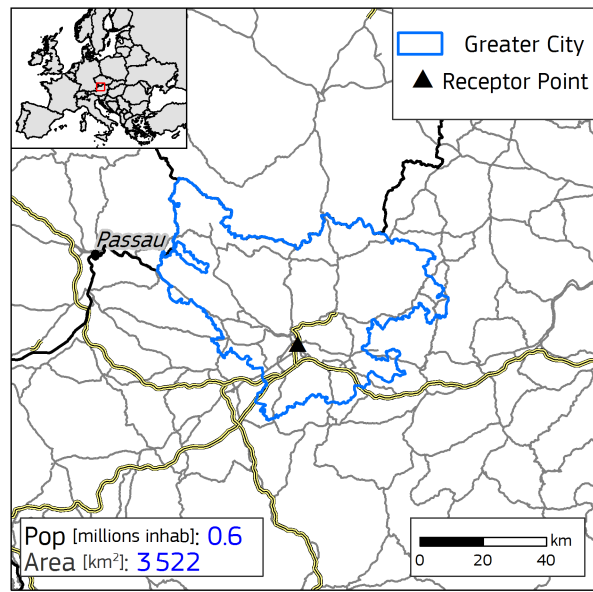 Greater City
Receptor Point
Passau
Pop [millions inhab]: 0.6
Area [km²]: 3 522
km
0 20 40